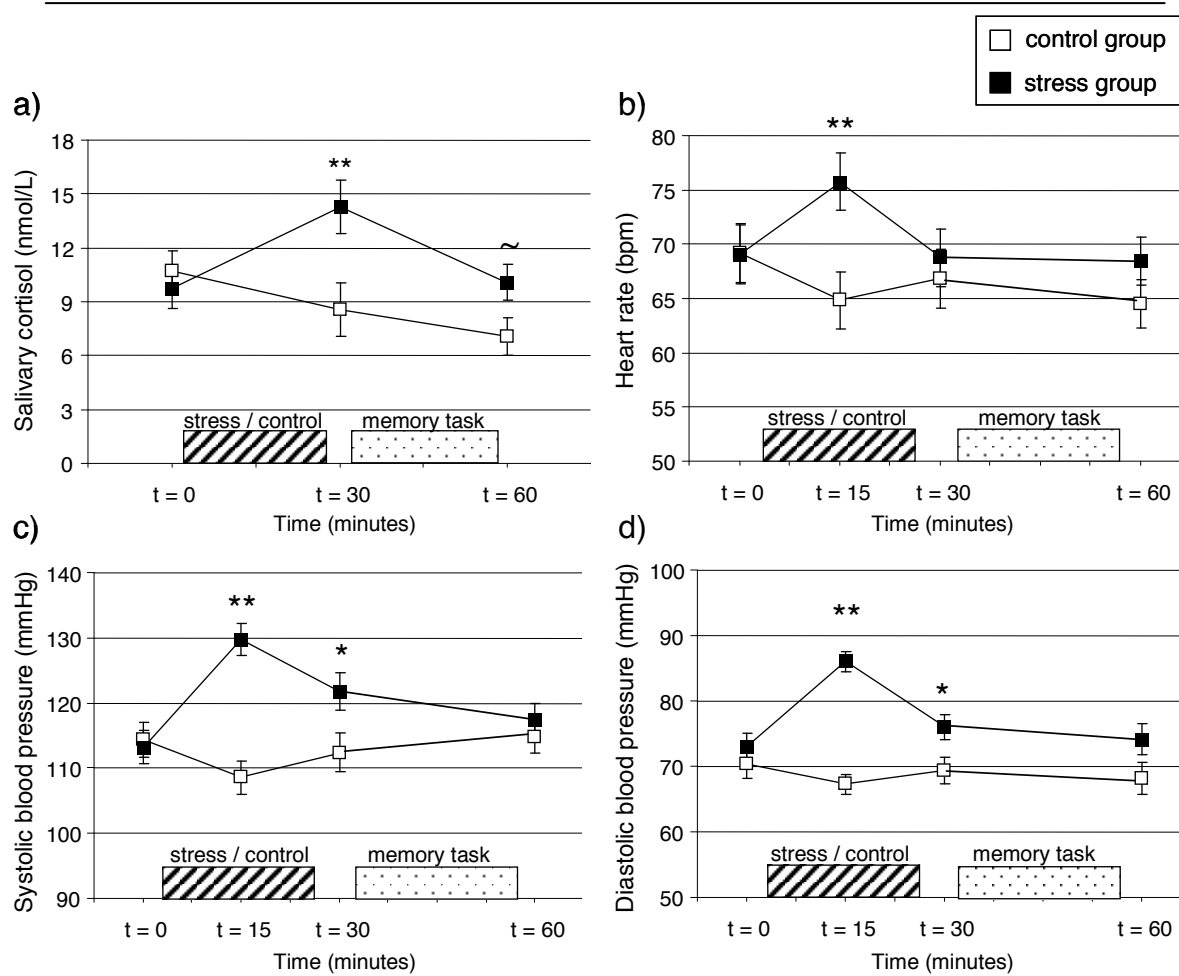 control group
stress group
a)
Salivary cortisol (nmol/L)
18
15
12
9
6
3
0
**
~
stress / control
memory task
t = 0
t = 30
t = 60
Time (minutes)
b)
Heart rate (bpm)
80
75
70
65
60
55
50
**
stress / control
memory task
t = 0
t = 15
t = 30
t = 60
Time (minutes)
c)
Systolic blood pressure (mmHg)
140
130
120
110
100
90
**
*
stress / control
memory task
t = 0
t = 15
t = 30
t = 60
Time (minutes)
d)
Diastolic blood pressure (mmHg)
100
90
80
70
60
50
**
*
stress / control
memory task
t = 0
t = 15
t = 30
t = 60
Time (minutes)